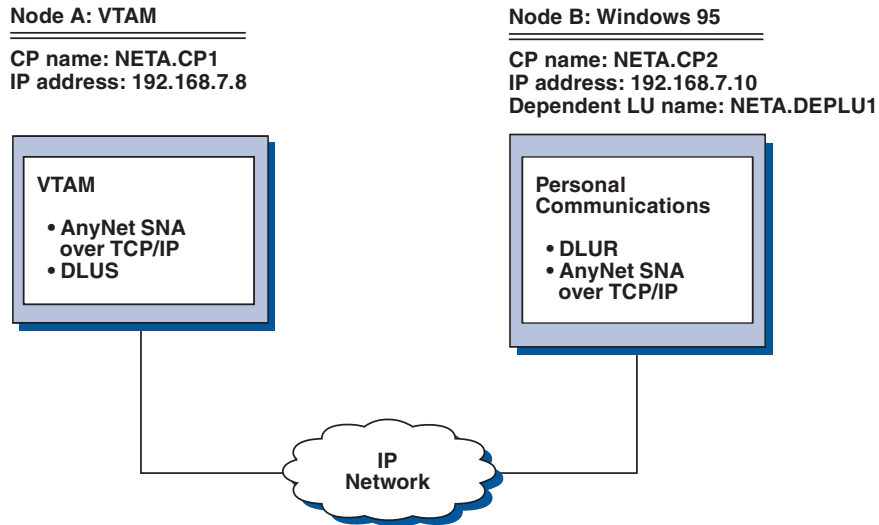 Node A: VTAM
CP name: NETA.CP1
IP address: 192.168.7.8
Node B: Windows 95
CP name: NETA.CP2
IP address: 192.168.7.10
Dependent LU name: NETA.DEPLU1
VTAM
• AnyNet SNA
over TCP/IP
• DLUS
Personal
Communications
• DLUR
• AnyNet SNA
over TCP/IP
IP
Network